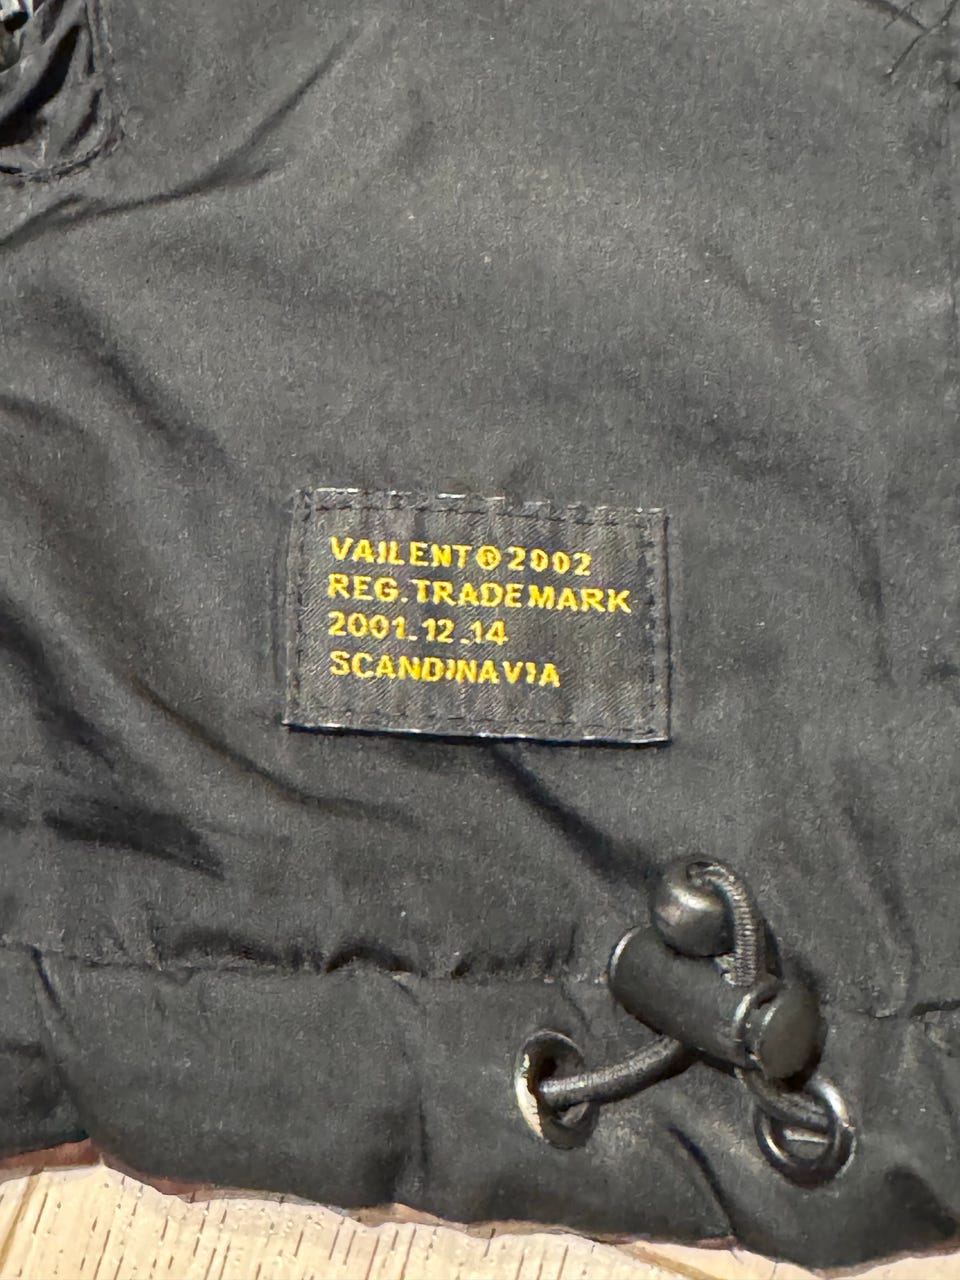 VAILENT®2002
REG. TRADEMARK
2001.12.14
SCANDINAVIA